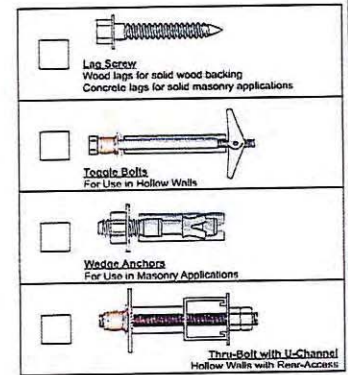 Lag Screw
Wood lags for solid wood backing
Concrete lags for solid masonry applications
Toggle Bolts
For Use in Hollow Walls
Wedge Anchors
For Use in Masonry Applications
Thru-Bolt with U-Channel
Hollow Walls with Rear-Access